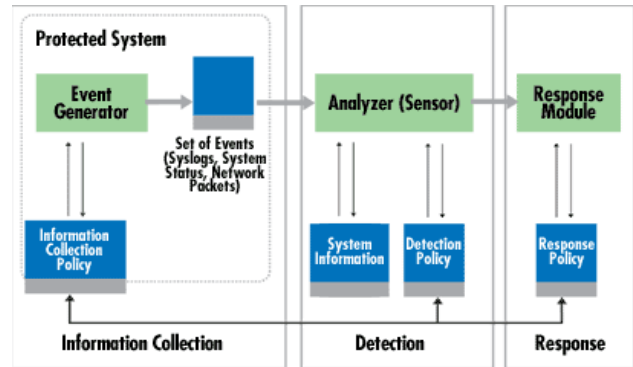 Protected System
Event
Generator
Set of Events
(Syslogs, System
Status, Network
Packets)
Information
Collection
Policy
Information Collection
Analyzer (Sensor)
System
Information
Detection
Policy
Detection
Response
Module
Response
Policy
Response